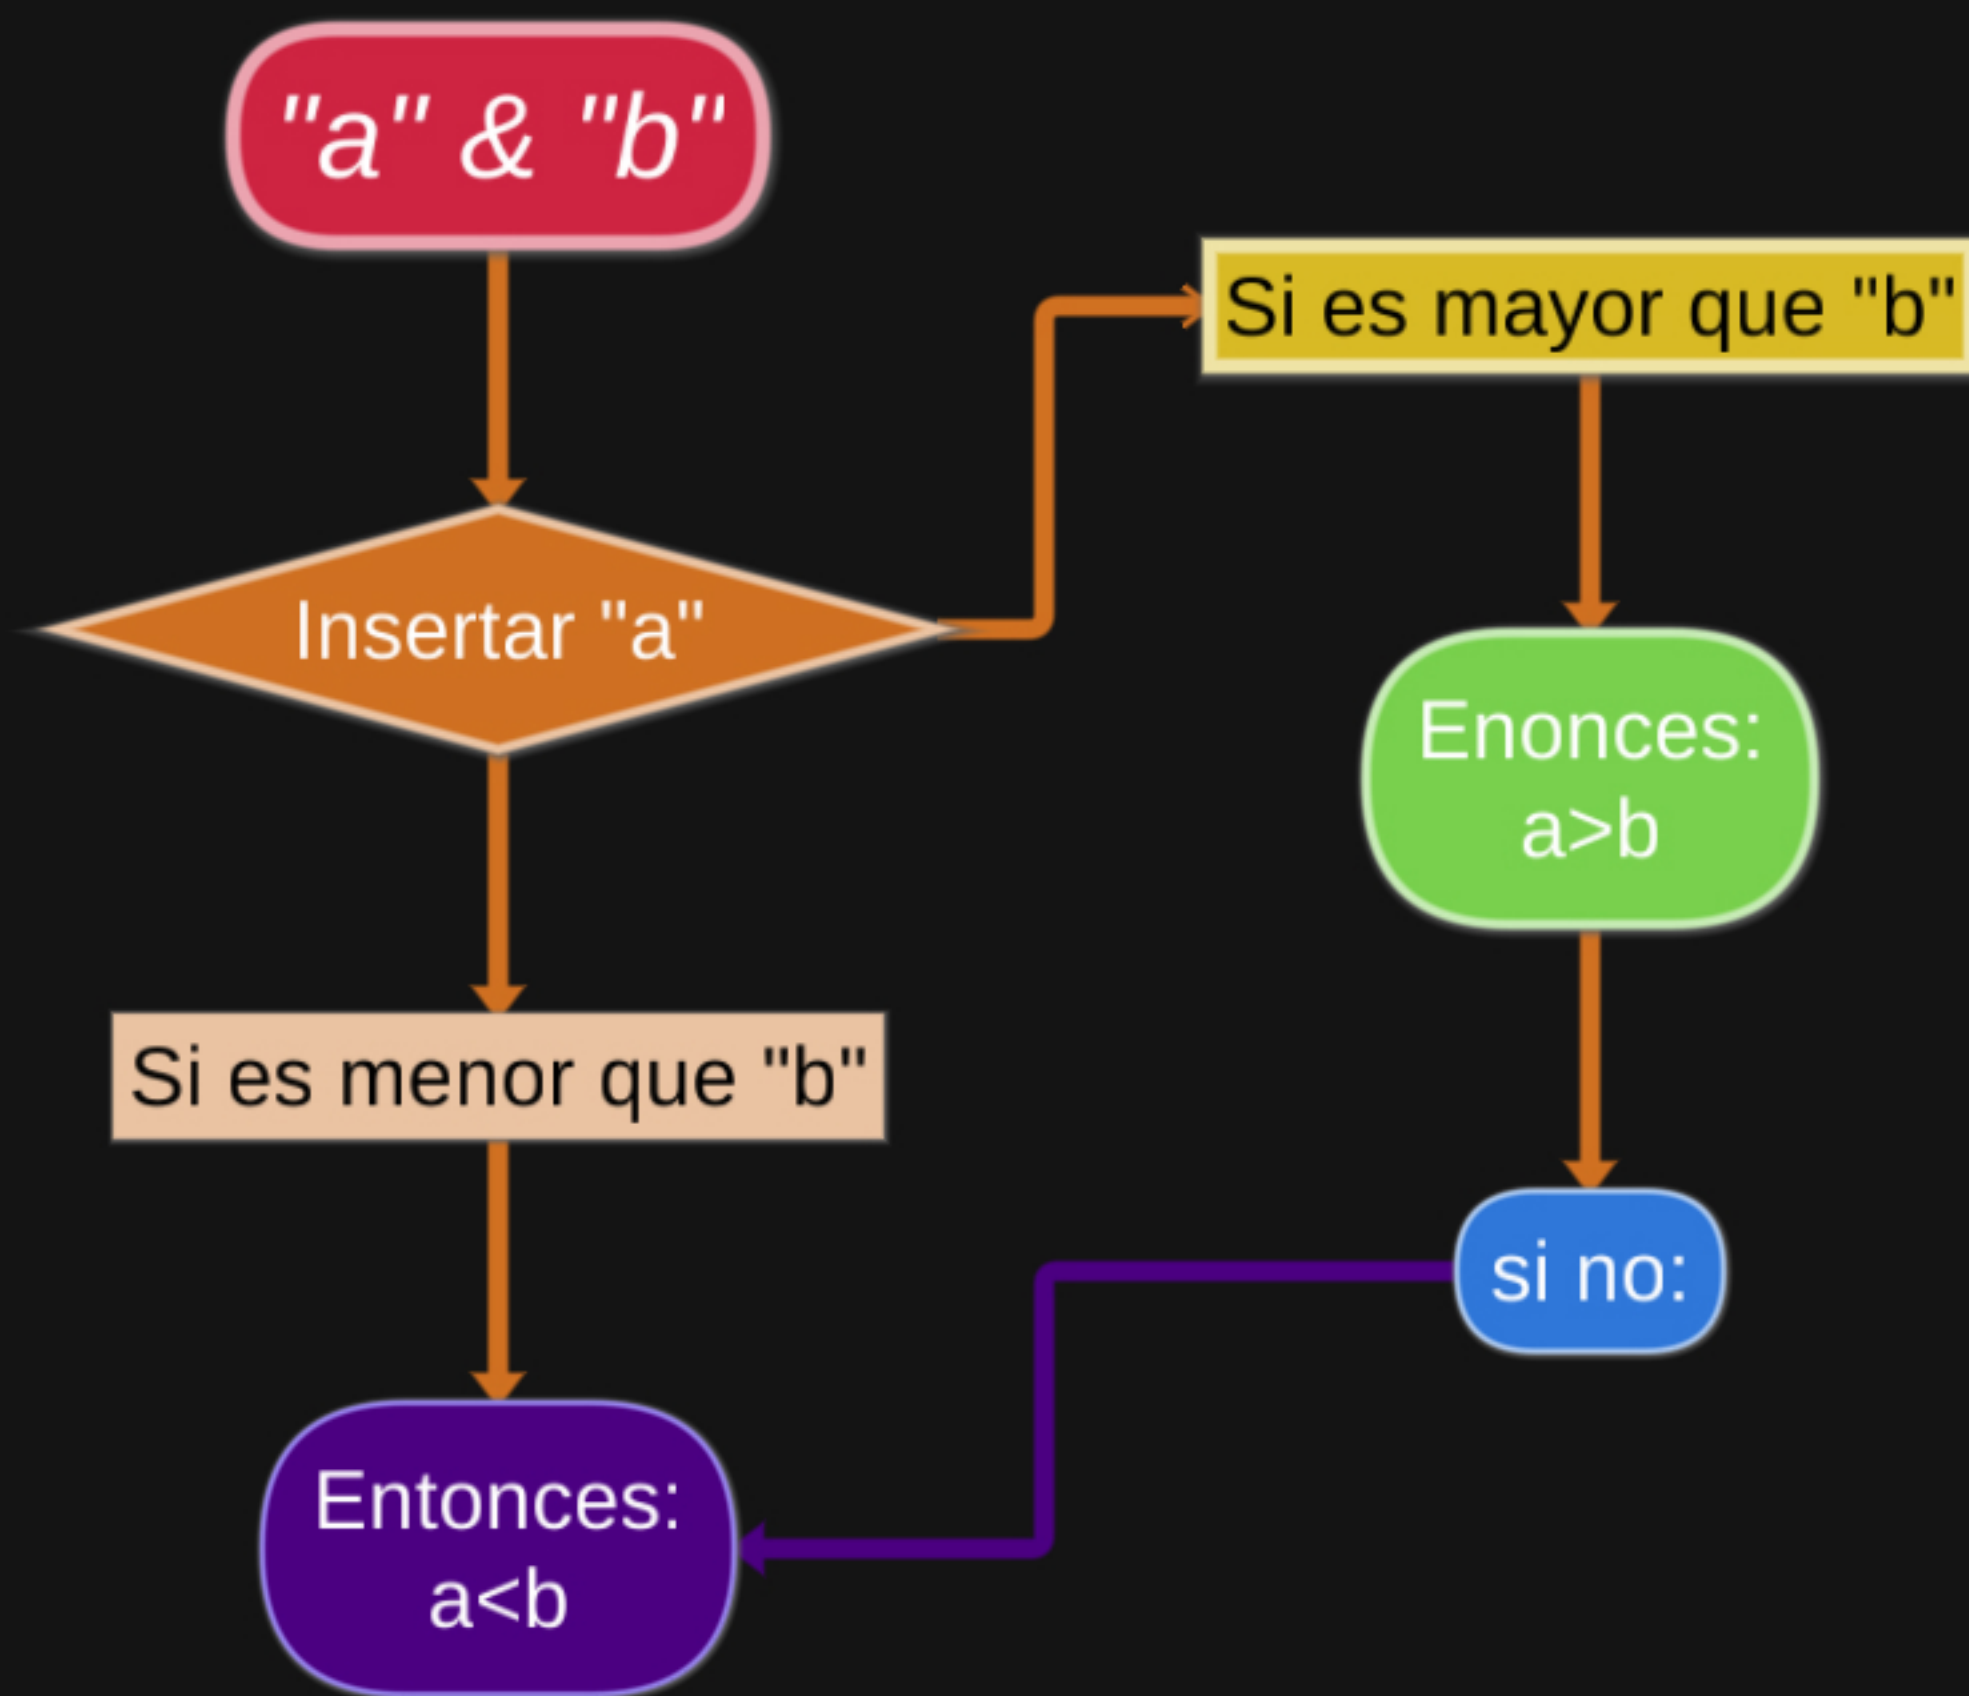 "a" & "b"
Si es mayor que "b"
Insertar "a"
Enonces:
a>b
Si es menor que "b"
si no:
Entonces:
a<b